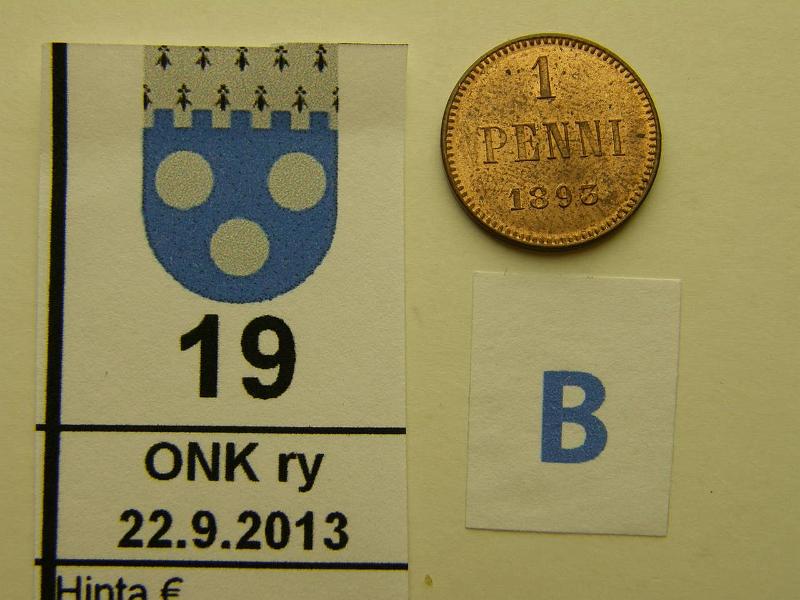 19
ONK ry
22.9.2013
Hinta €
1
PENNI
1893
B